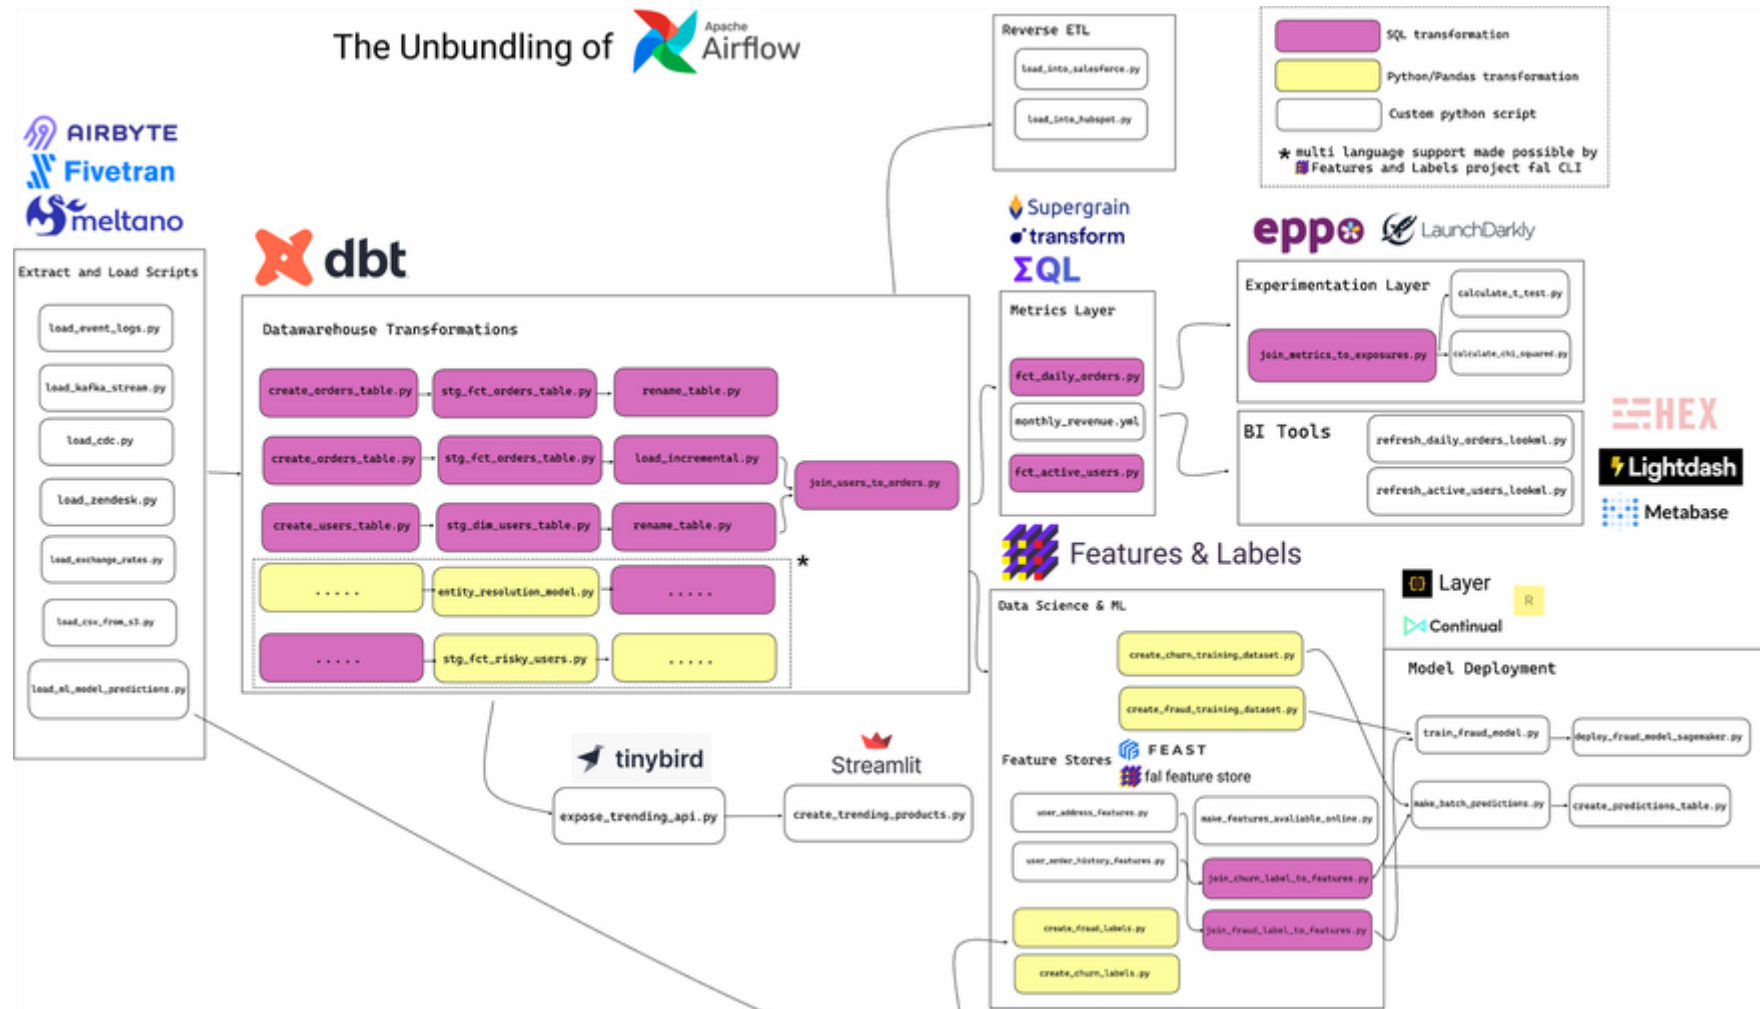 The Unbundling of
Apache
Airflow
AIRBYTE
Fivetran
meltano
Extract and Load Scripts
load_event_logs.py
load_kafka_stream.py
load_cdc.py
load_zendesk.py
load_exchange_rates.py
load_csv_from_s3.py
load_ml_model_predictions.py
dbt
Datawarehouse Transformations
create_orders_table.py
stg_fct_orders_table.py
rename_table.py
create_orders_table.py
stg_fct_orders_table.py
load_incremental.py
join_users_to_orders.py
create_users_table.py
stg_dim_users_table.py
rename_table.py
*
.....
entity_resolution_model.py
.....
.....
stg_fct_risky_users.py
.....
tinybird
expose_trending_api.py
Streamlit
create_trending_products.py
Reverse ETL
load_into_salesforce.py
load_into_hubspot.py
SQL transformation
Python/Pandas transformation
Custom python script
* multi language support made possible by
Features and Labels project fal CLI
Supergrain
transform
ΣQL
Metrics Layer
fct_daily_orders.py
monthly_revenue.yml
fct_active_users.py
eppo
LaunchDarkly
Experimentation Layer
join_metrics_to_exposures.py
calculate_t_test.py
calculate_chi_squared.py
BI Tools
refresh_daily_orders_lookml.py
refresh_active_users_lookml.py
HEX
Lightdash
Metabase
Features & Labels
Data Science & ML
create_churn_training_dataset.py
create_fraud_training_dataset.py
Feature Stores
FEAST
fal feature store
user_address_features.py
make_features_avaliable_online.py
user_order_history_features.py
join_churn_label_to_features.py
create_fraud_labels.py
join_fraud_label_to_features.py
create_churn_labels.py
Layer
R
Continual
Model Deployment
train_fraud_model.py
deploy_fraud_model_sagemaker.py
make_batch_predictions.py
create_predictions_table.py